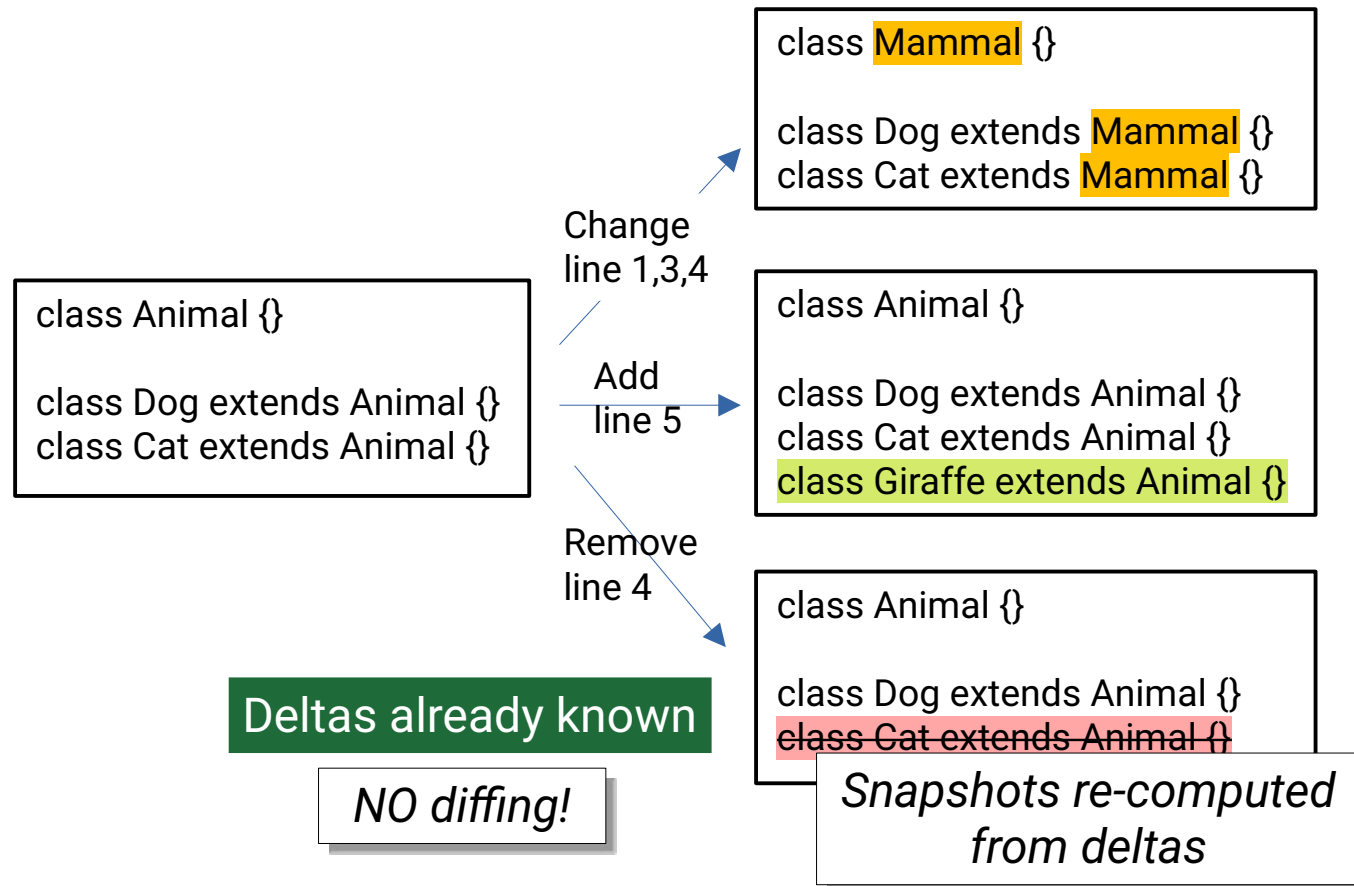 class Mammal {}
class Dog extends Mammal {}
class Cat extends Mammal {}
Change
line 1,3,4
class Animal {}
class Dog extends Animal {}
class Cat extends Animal {}
Add
line 5
class Animal {}
class Dog extends Animal {}
class Cat extends Animal {}
class Giraffe extends Animal {}
Remove
line 4
class Animal {}
class Dog extends Animal {}
class Cat extends Animal {}
Deltas already known
NO diffing!
Snapshots re-computed
from deltas